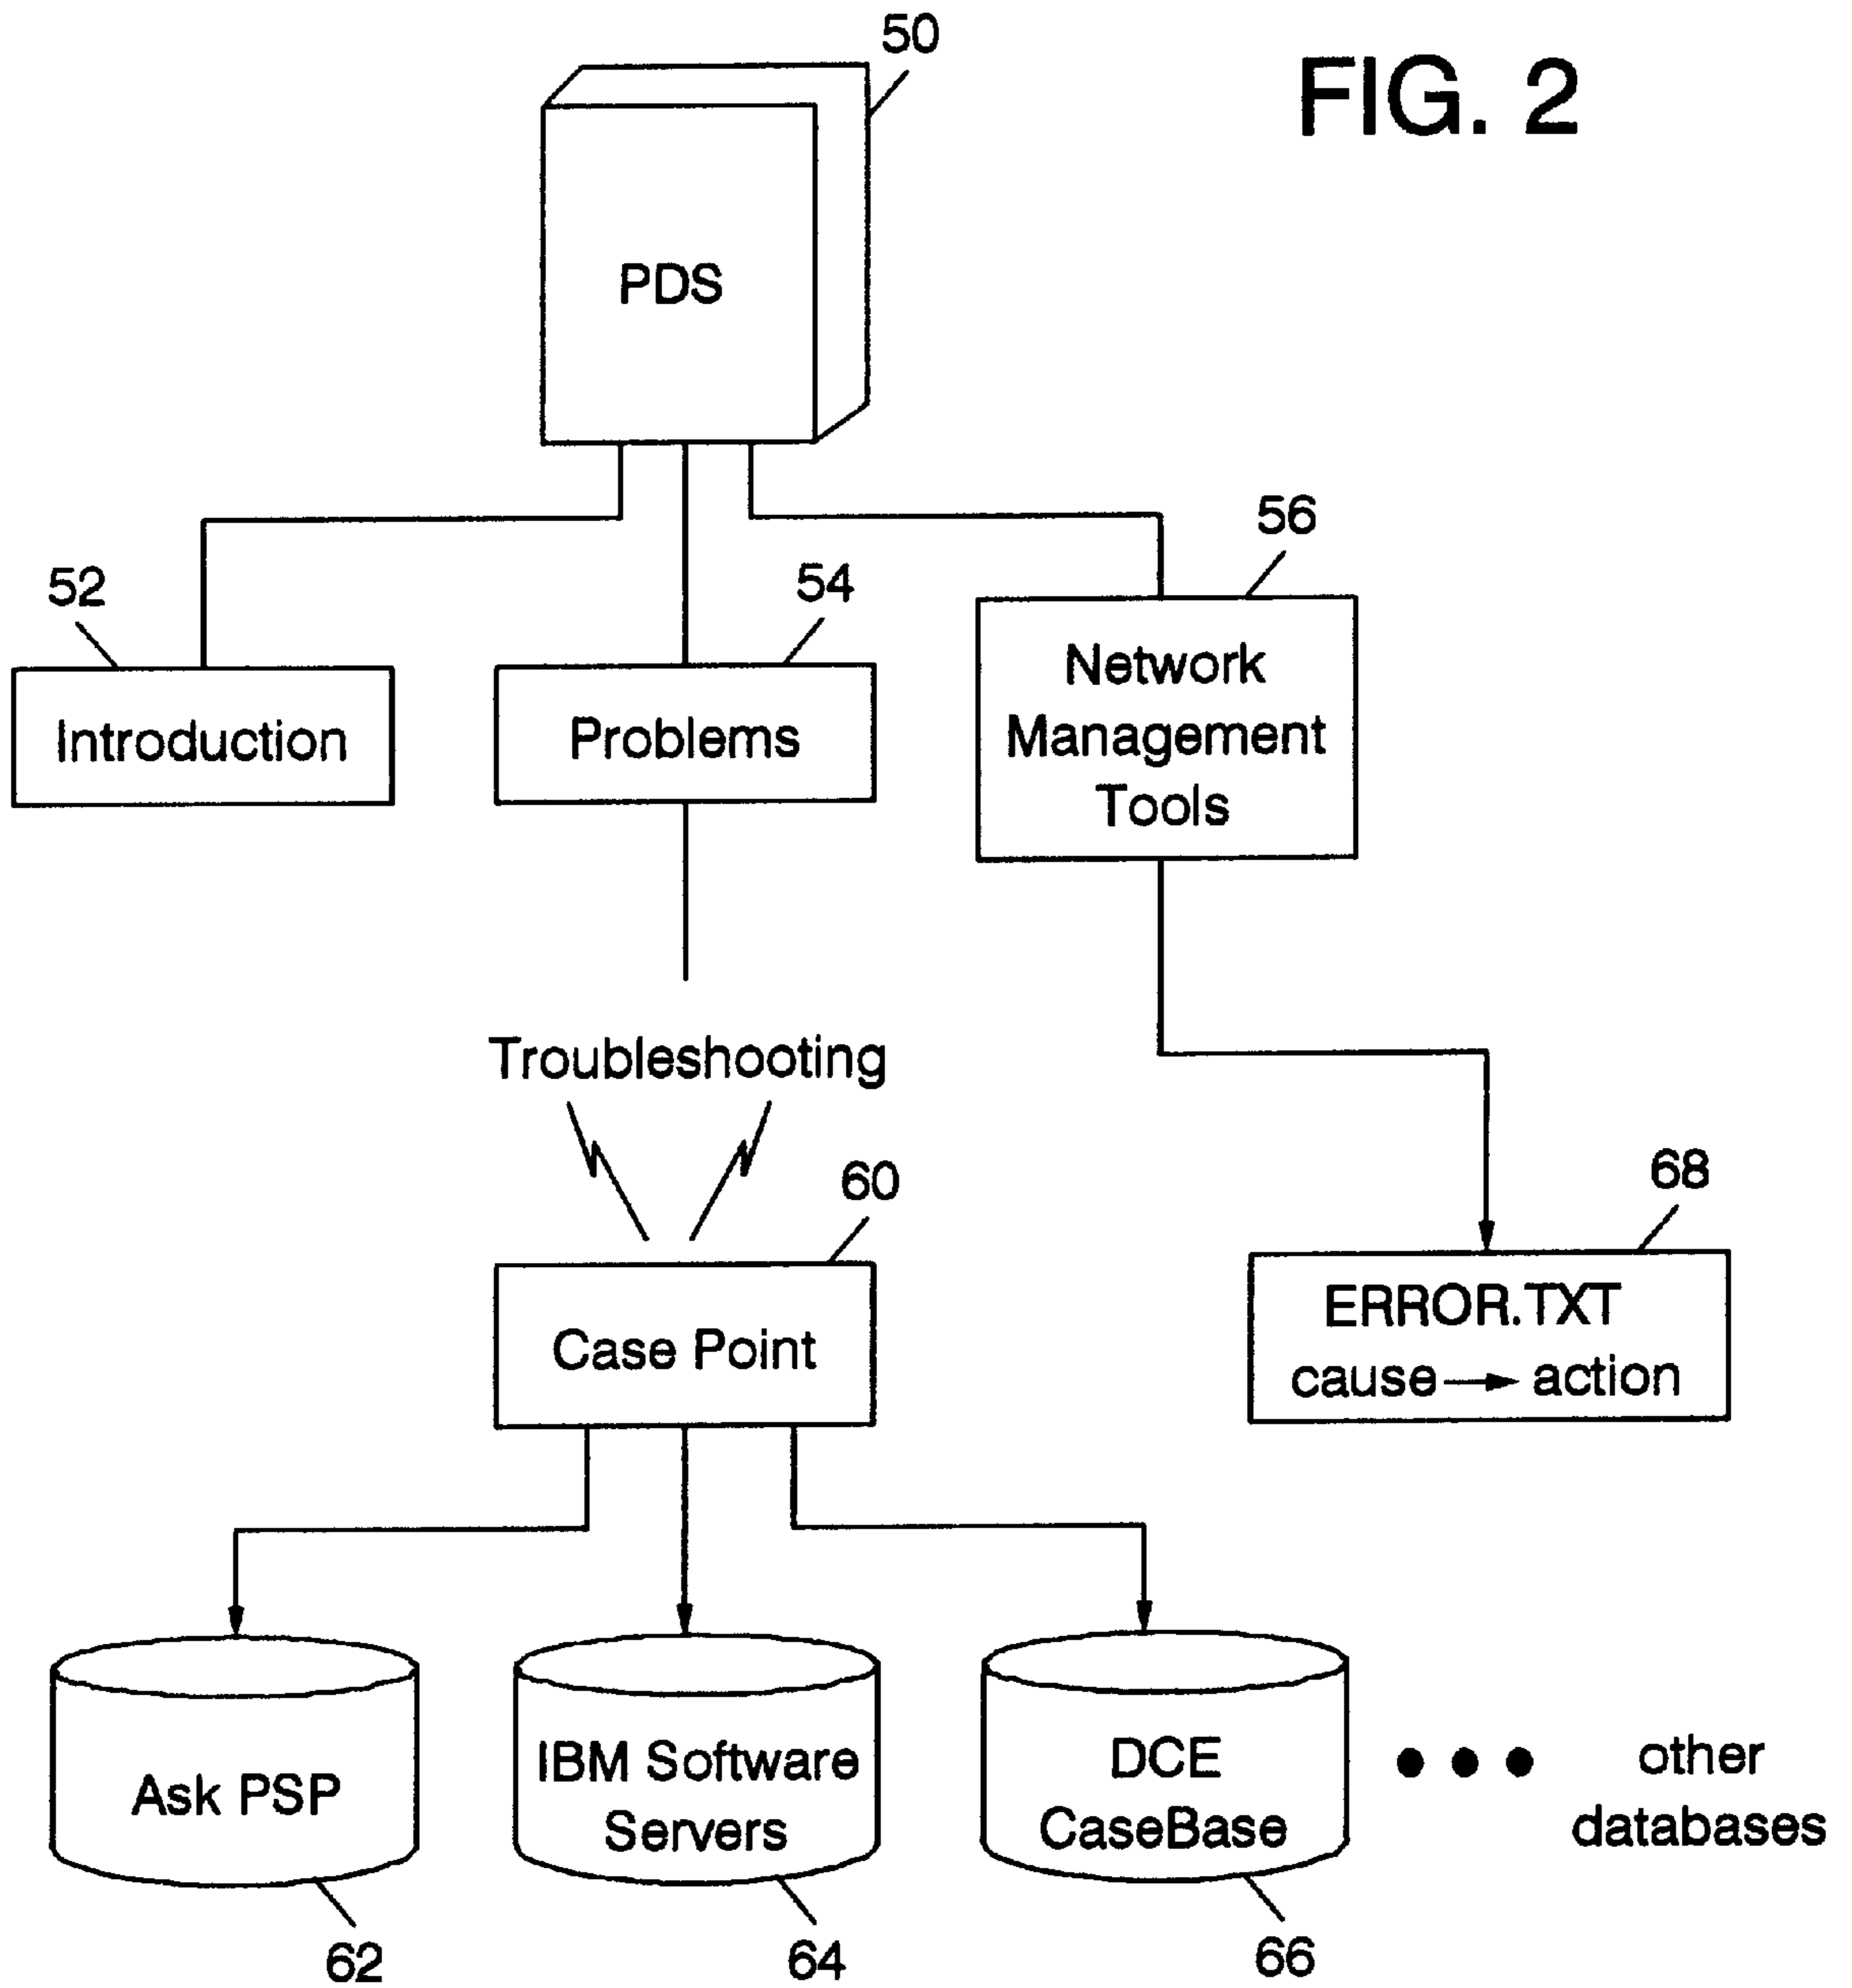 50
FIG. 2
PDS
56
52
54
Network
Management
Tools
Introduction
Problems
Troubleshooting
60
68
ERROR.TXT
cause → action
Case Point
Ask PSP
IBM Software
Servers
DCE
CaseBase
••• other
databases
62
64
66